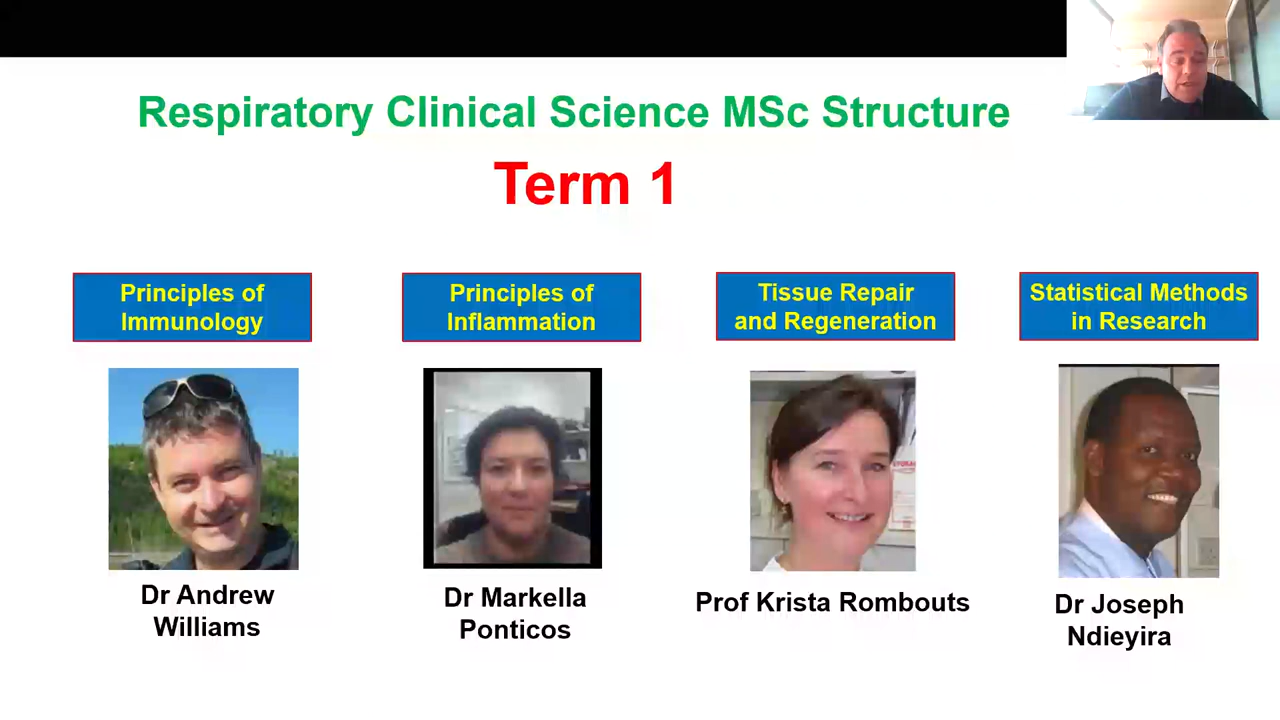 Respiratory Clinical Science MSc Structure
Term 1
Principles of
Immunology
Principles of
Inflammation
Tissue Repair
and Regeneration
Statistical Methods
in Research
Dr Andrew
Williams
Dr Markella
Ponticos
Prof Krista Rombouts
Dr Joseph
Ndieyira